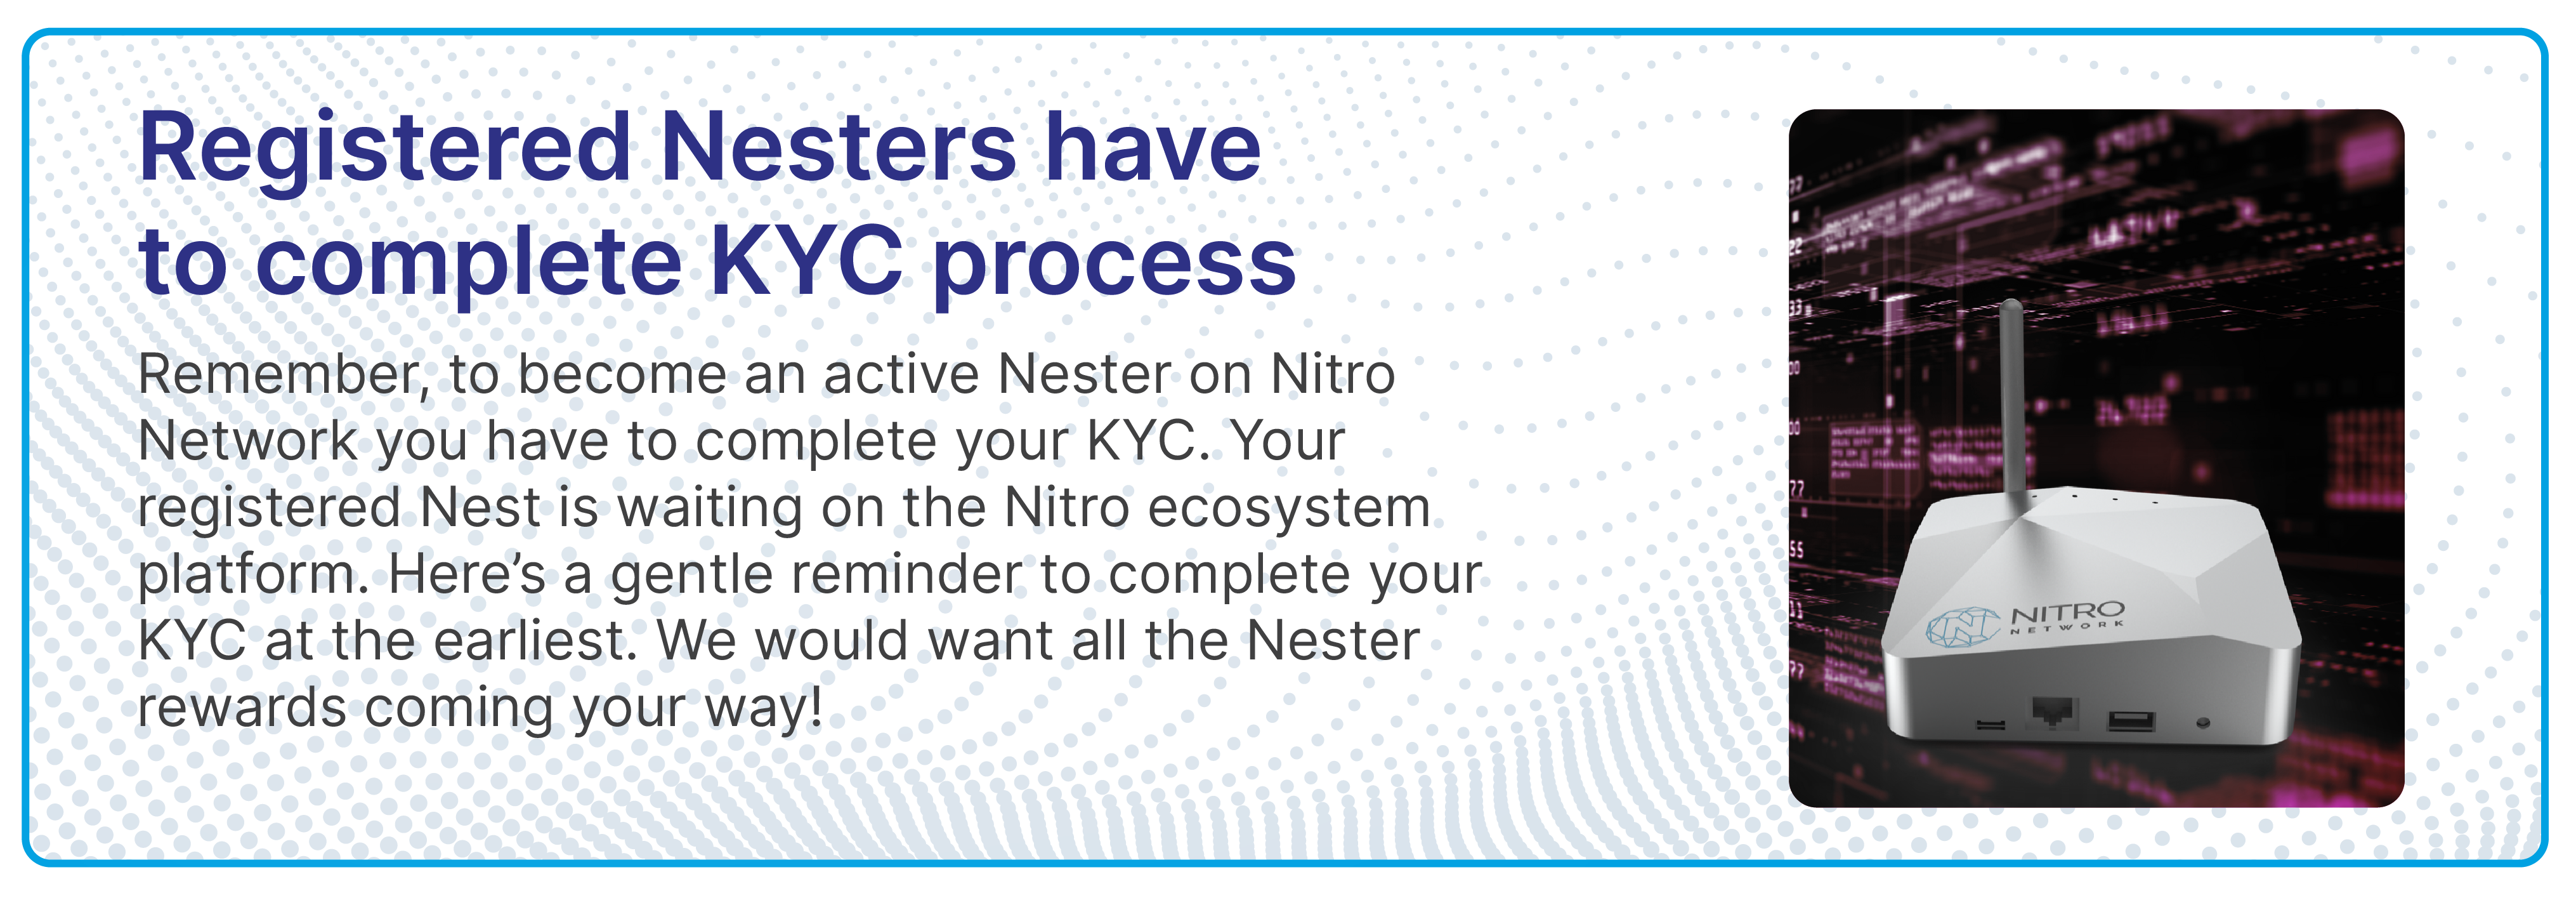 Registered Nesters have
to complete KYC process
Remember, to become an active Nester on Nitro
Network you have to complete your KYC. Your
registered Nest is waiting on the Nitro ecosystem
platform. Here’s a gentle reminder to complete your
KYC at the earliest. We would want all the Nester
rewards coming your way!
NITRO
NETWORK